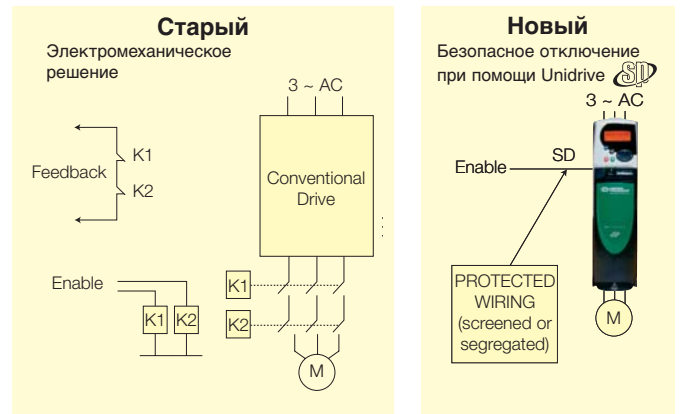 Старый
Электромеханическое
решение
3 ~ AC
K1
Feedback
K2
Conventional
Drive
Enable
K1 K2
K1
K2
M
Новый
Безопасное отключение
при помощи Unidrive SP
3 ~ AC
SD
Enable
PROTECTED
WIRING
(screened or
segregated)
M